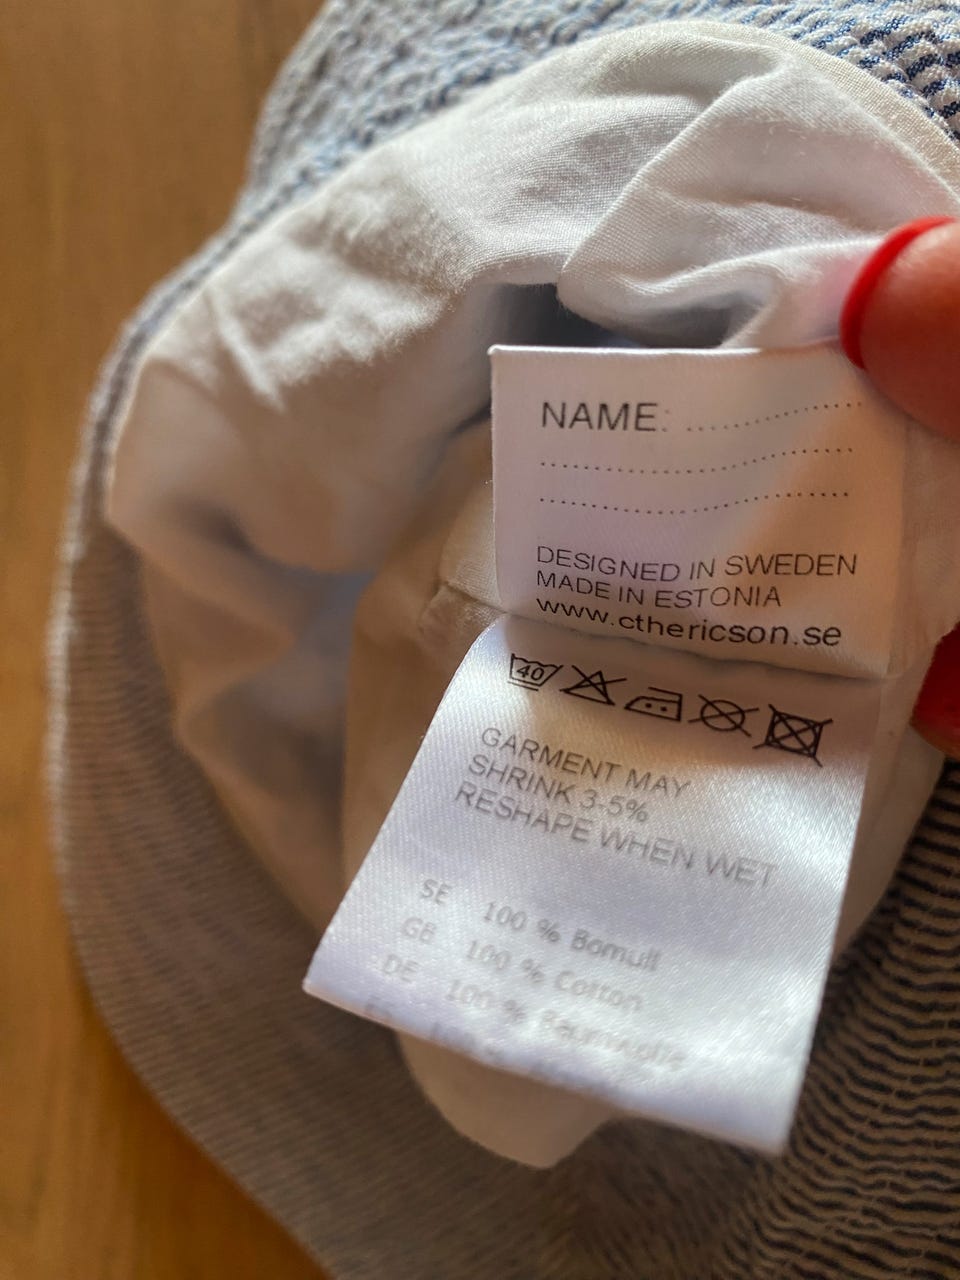 NAME: ..................
....................................
....................................
DESIGNED IN SWEDEN
MADE IN ESTONIA
www.cthericson.se
40
GARMENT MAY
SHRINK 3-5%
RESHAPE WHEN WET
SE 100 % Bomull
GB 100 % Cotton
DE 100 % Baumwolle